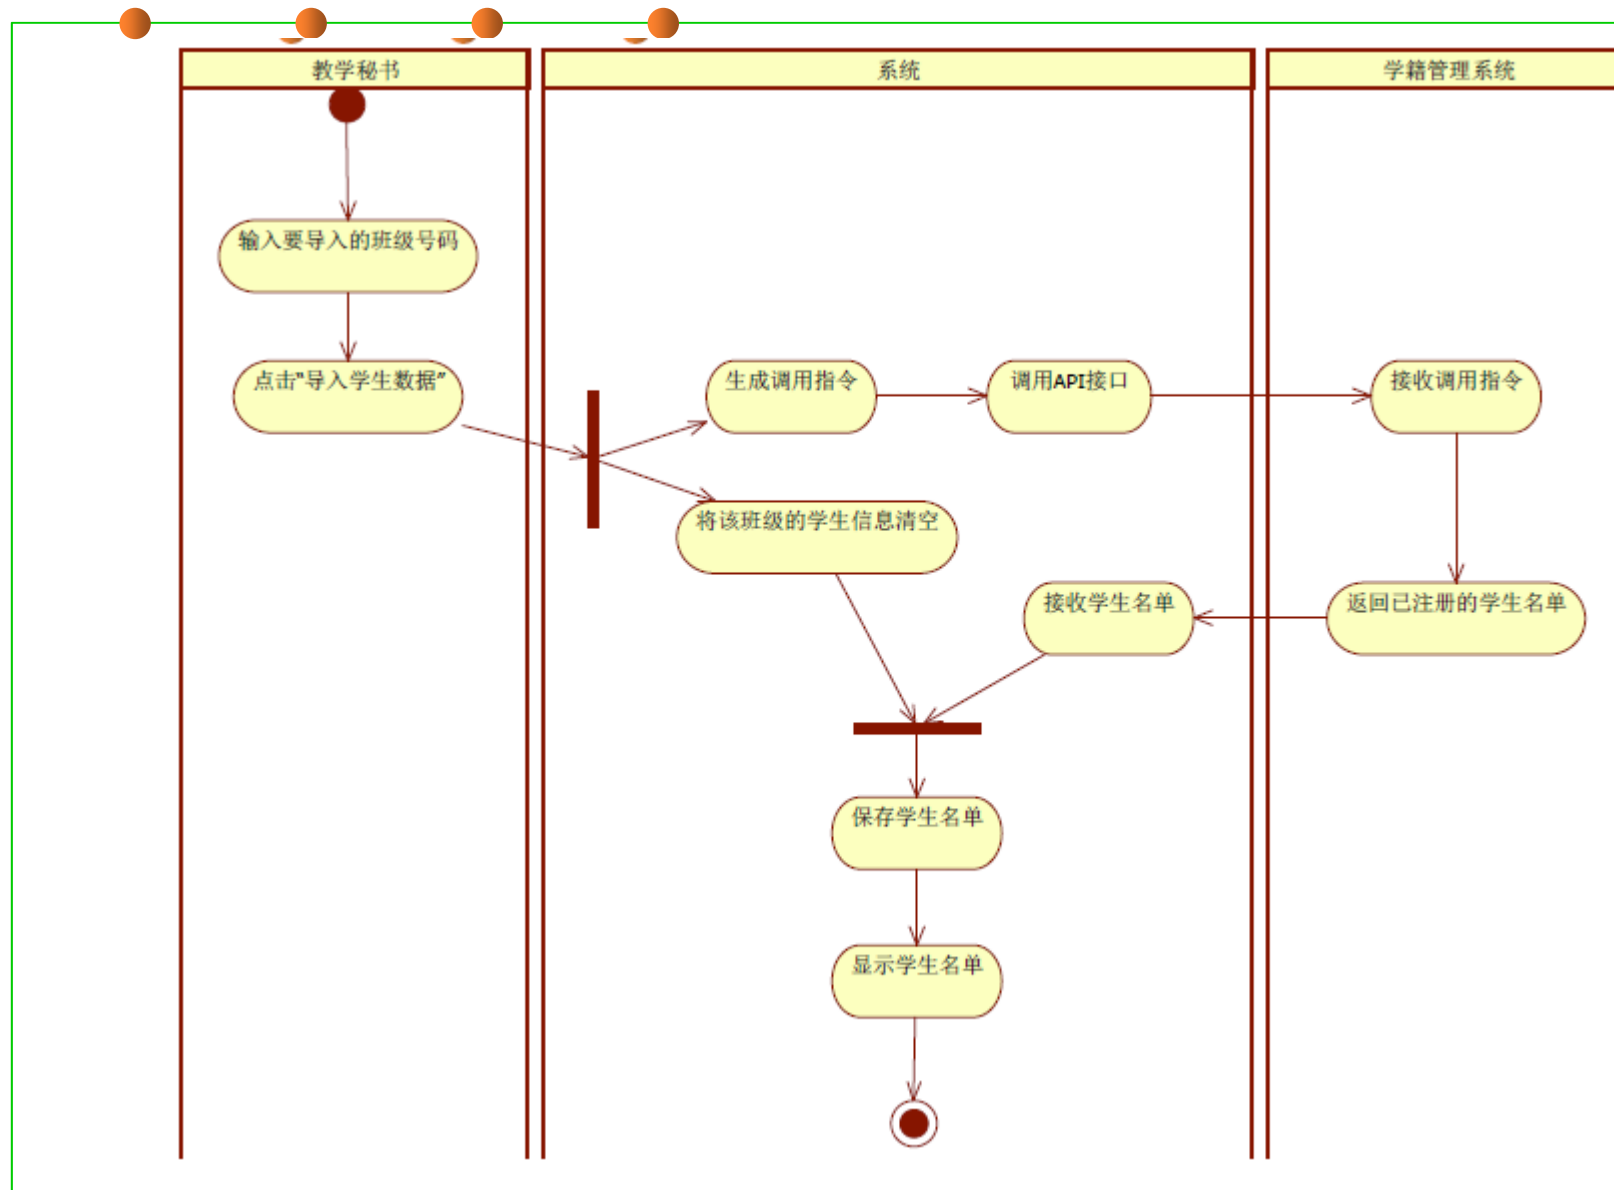 教学秘书
系统
学籍管理系统
输入要导入的班级号码
点击“导入学生数据”
生成调用指令
调用API接口
接收调用指令
将该班级的学生信息清空
接收学生名单
返回已注册的学生名单
保存学生名单
显示学生名单